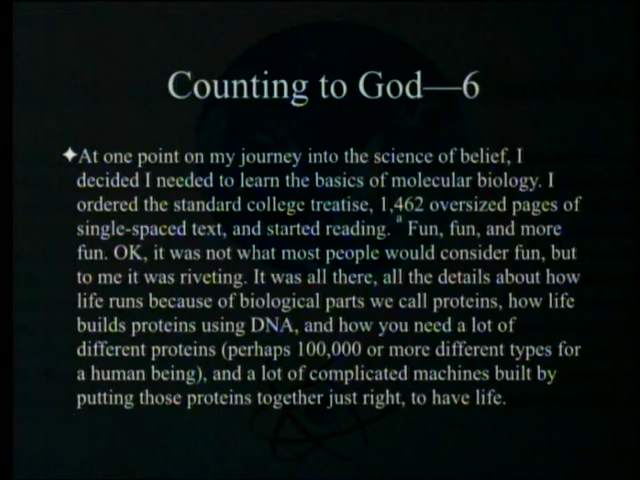 Counting to God—6
✦At one point on my journey into the science of belief, I
decided I needed to learn the basics of molecular biology. I
ordered the standard college treatise, 1,462 oversized pages of
single-spaced text, and started reading. a Fun, fun, and more
fun. OK, it was not what most people would consider fun, but
to me it was riveting. It was all there, all the details about how
life runs because of biological parts we call proteins, how life
builds proteins using DNA, and how you need a lot of
different proteins (perhaps 100,000 or more different types for
a human being), and a lot of complicated machines built by
putting those proteins together just right, to have life.